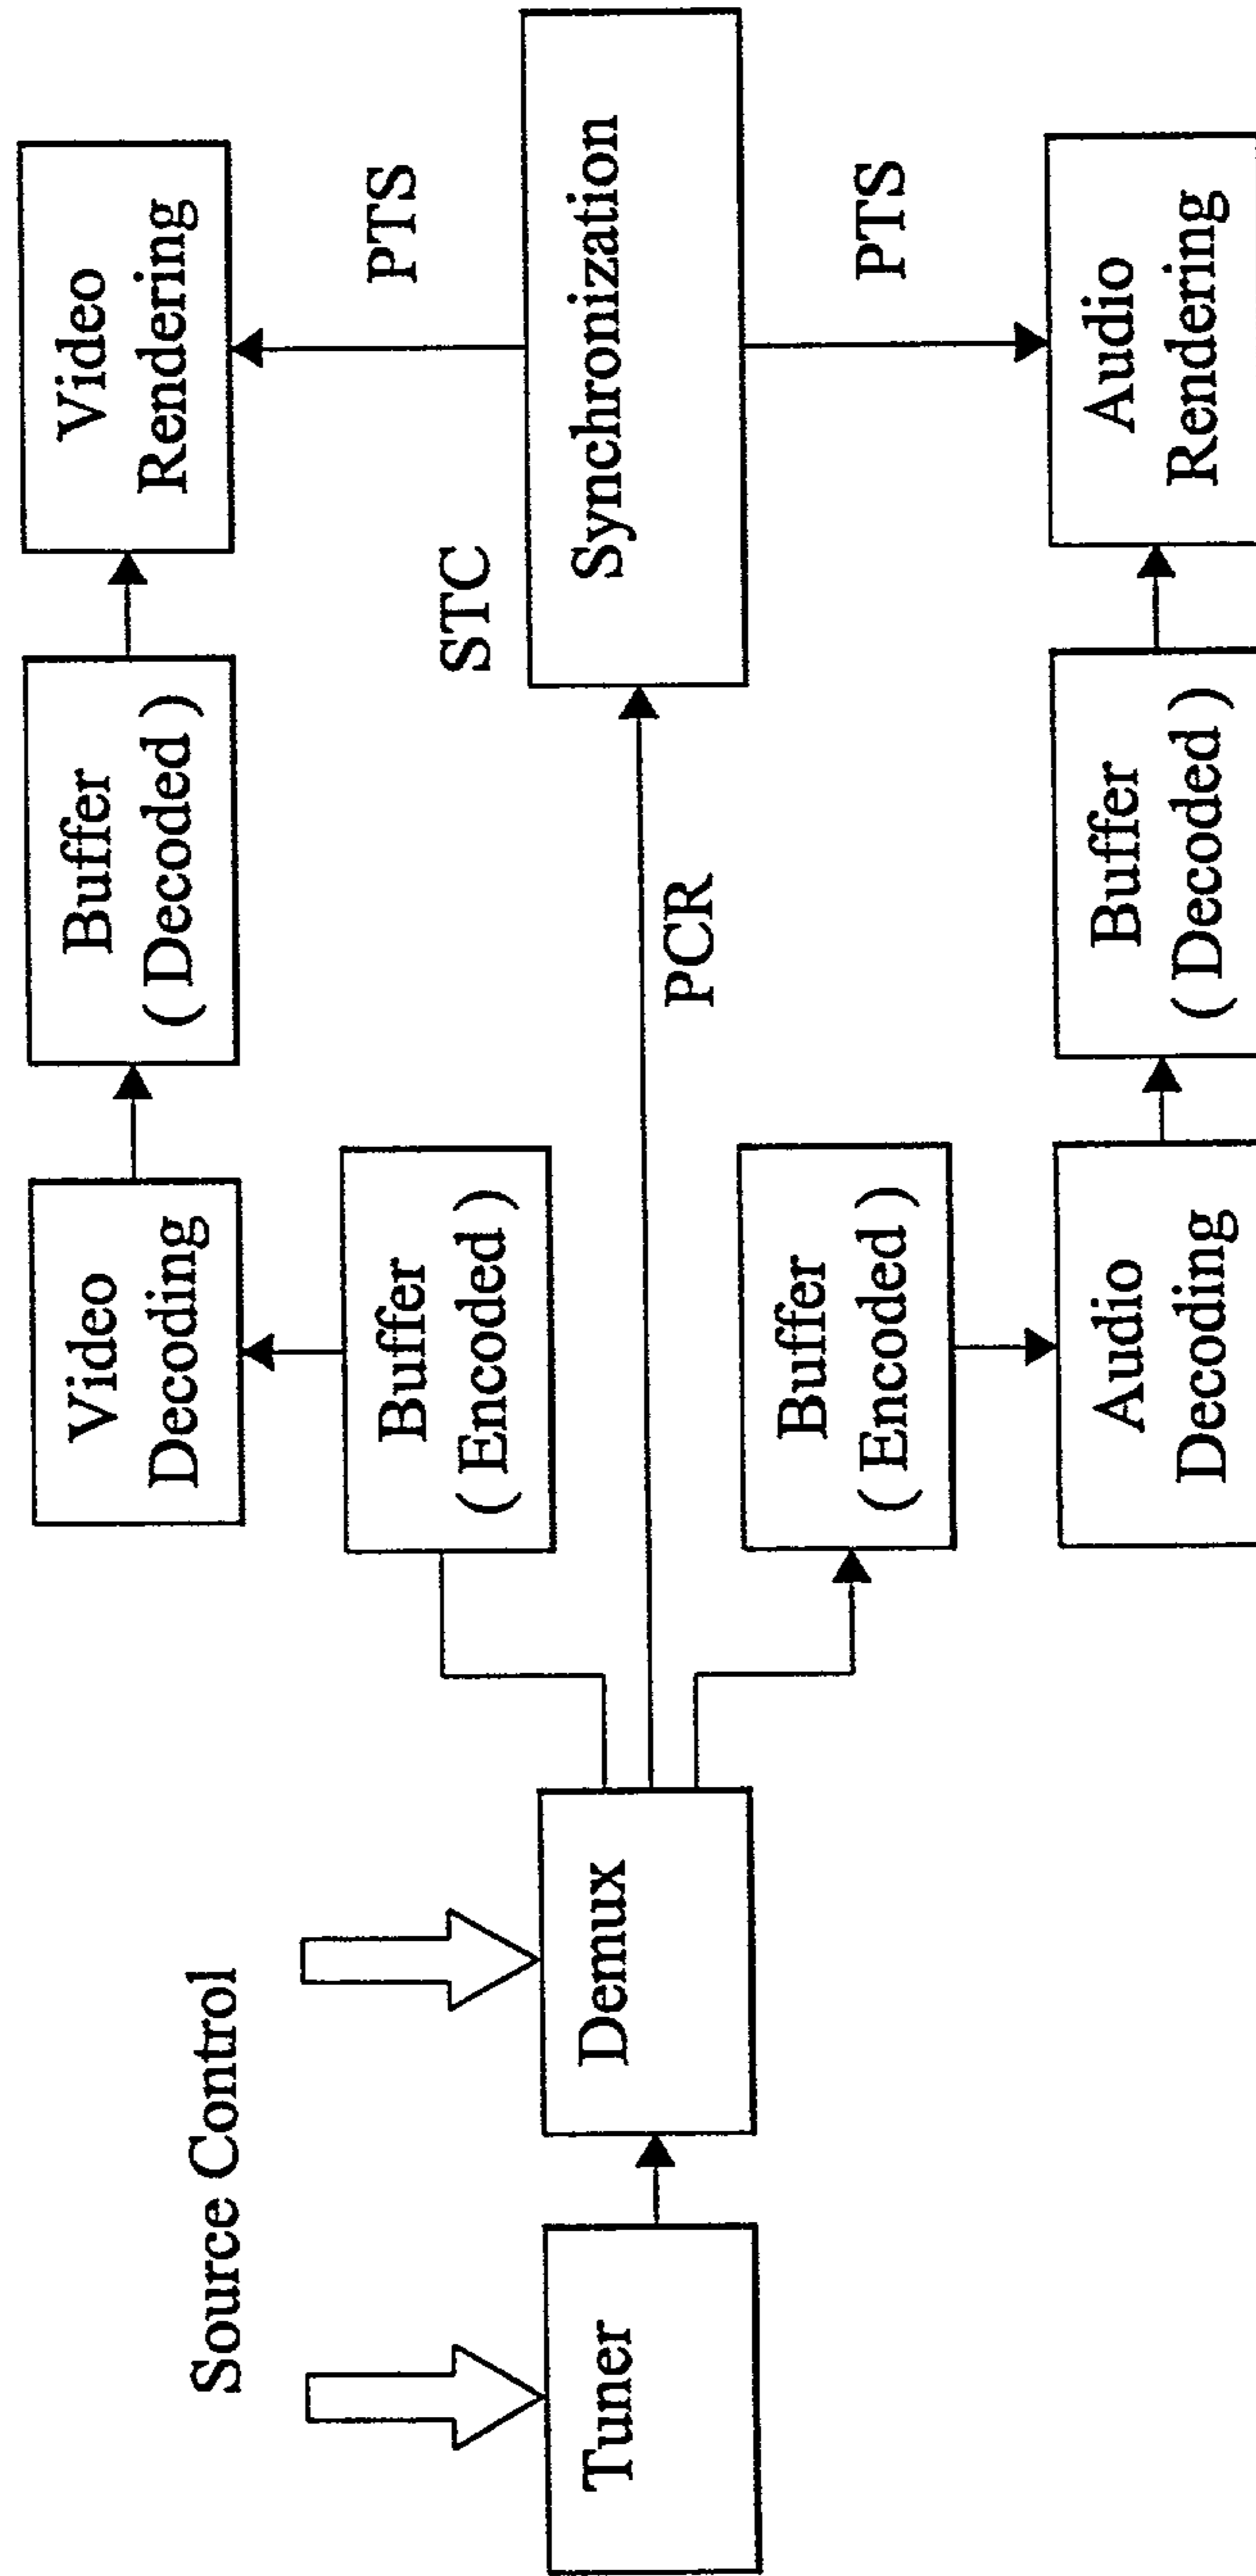 Source Control
Tuner
Demux
Buffer
( Encoded )
Video
Decoding
Buffer
( Decoded )
Video
Rendering
PCR
STC
Synchronization
PTS
PTS
Buffer
( Encoded )
Audio
Decoding
Buffer
( Decoded )
Audio
Rendering